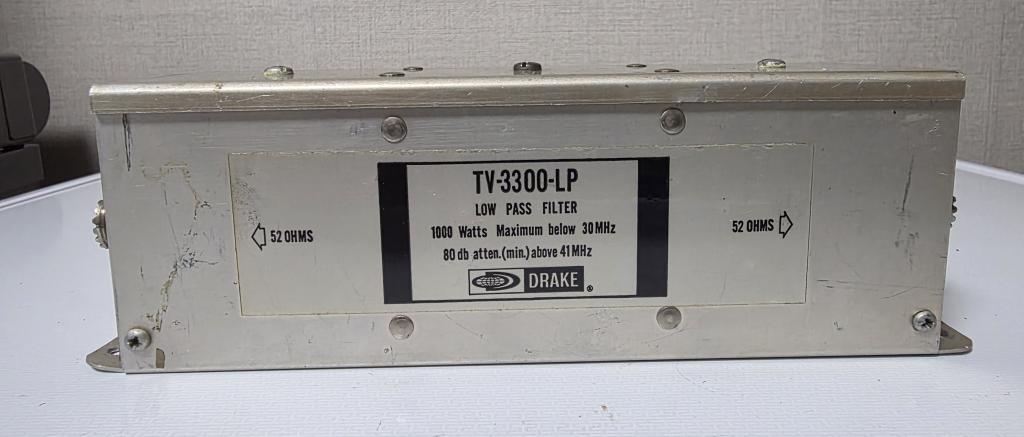 TV-3300-LP
LOW PASS FILTER
1000 Watts Maximum below 30MHz
80 db atten.(min.) above 41MHz
DRAKE ®
52 OHMS
52 OHMS